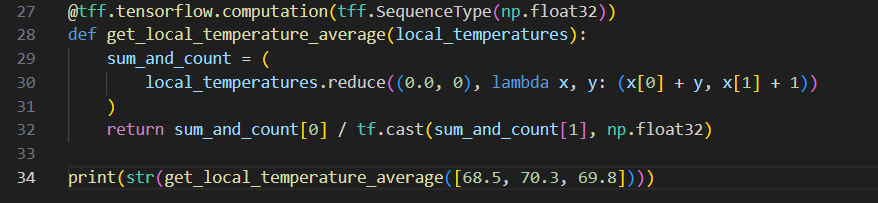 27 @tff.tensorflow.computation(tff.SequenceType(np.float32))
28 def get_local_temperature_average(local_temperatures):
29     sum_and_count = (
30         local_temperatures.reduce((0.0, 0), lambda x, y: (x[0] + y, x[1] + 1))
31     )
32     return sum_and_count[0] / tf.cast(sum_and_count[1], np.float32)
33
34 print(str(get_local_temperature_average([68.5, 70.3, 69.8])))